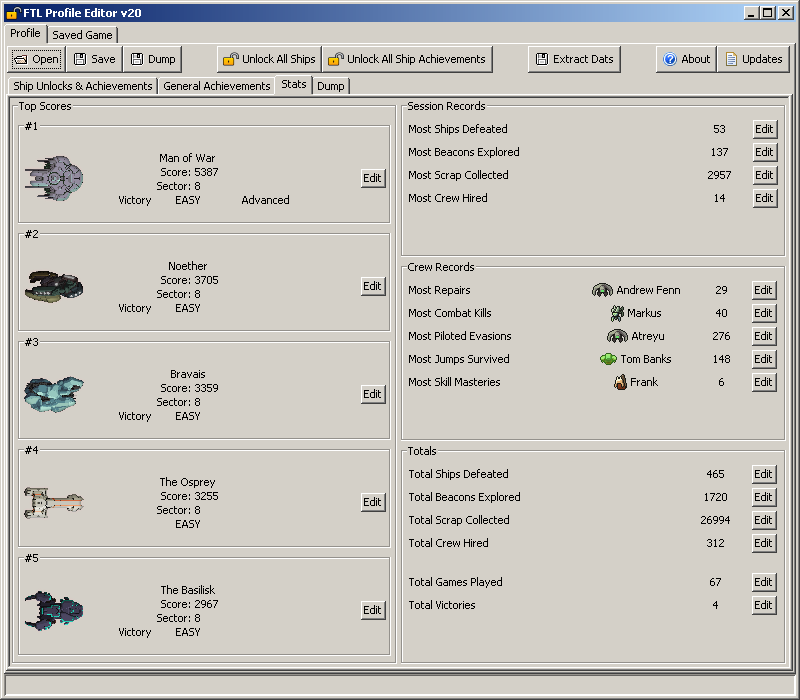 FTL Profile Editor v20
Profile Saved Game
Open Save Dump Unlock All Ships Unlock All Ship Achievements Extract Dats About Updates
Ship Unlocks & Achievements General Achievements Stats Dump
Top Scores
#1
Man of War
Score: 5387
Sector: 8
Victory EASY Advanced
Edit
#2
Noether
Score: 3705
Sector: 8
Victory EASY
Edit
#3
Bravais
Score: 3359
Sector: 8
Victory EASY
Edit
#4
The Osprey
Score: 3255
Sector: 8
EASY
Edit
#5
The Basilisk
Score: 2967
Sector: 8
Victory EASY
Edit
Session Records
Most Ships Defeated 53 Edit
Most Beacons Explored 137 Edit
Most Scrap Collected 2957 Edit
Most Crew Hired 14 Edit
Crew Records
Most Repairs Andrew Fenn 29 Edit
Most Combat Kills Markus 40 Edit
Most Piloted Evasions Atreyu 276 Edit
Most Jumps Survived Tom Banks 148 Edit
Most Skill Masteries Frank 6 Edit
Totals
Total Ships Defeated 465 Edit
Total Beacons Explored 1720 Edit
Total Scrap Collected 26994 Edit
Total Crew Hired 312 Edit
Total Games Played 67 Edit
Total Victories 4 Edit